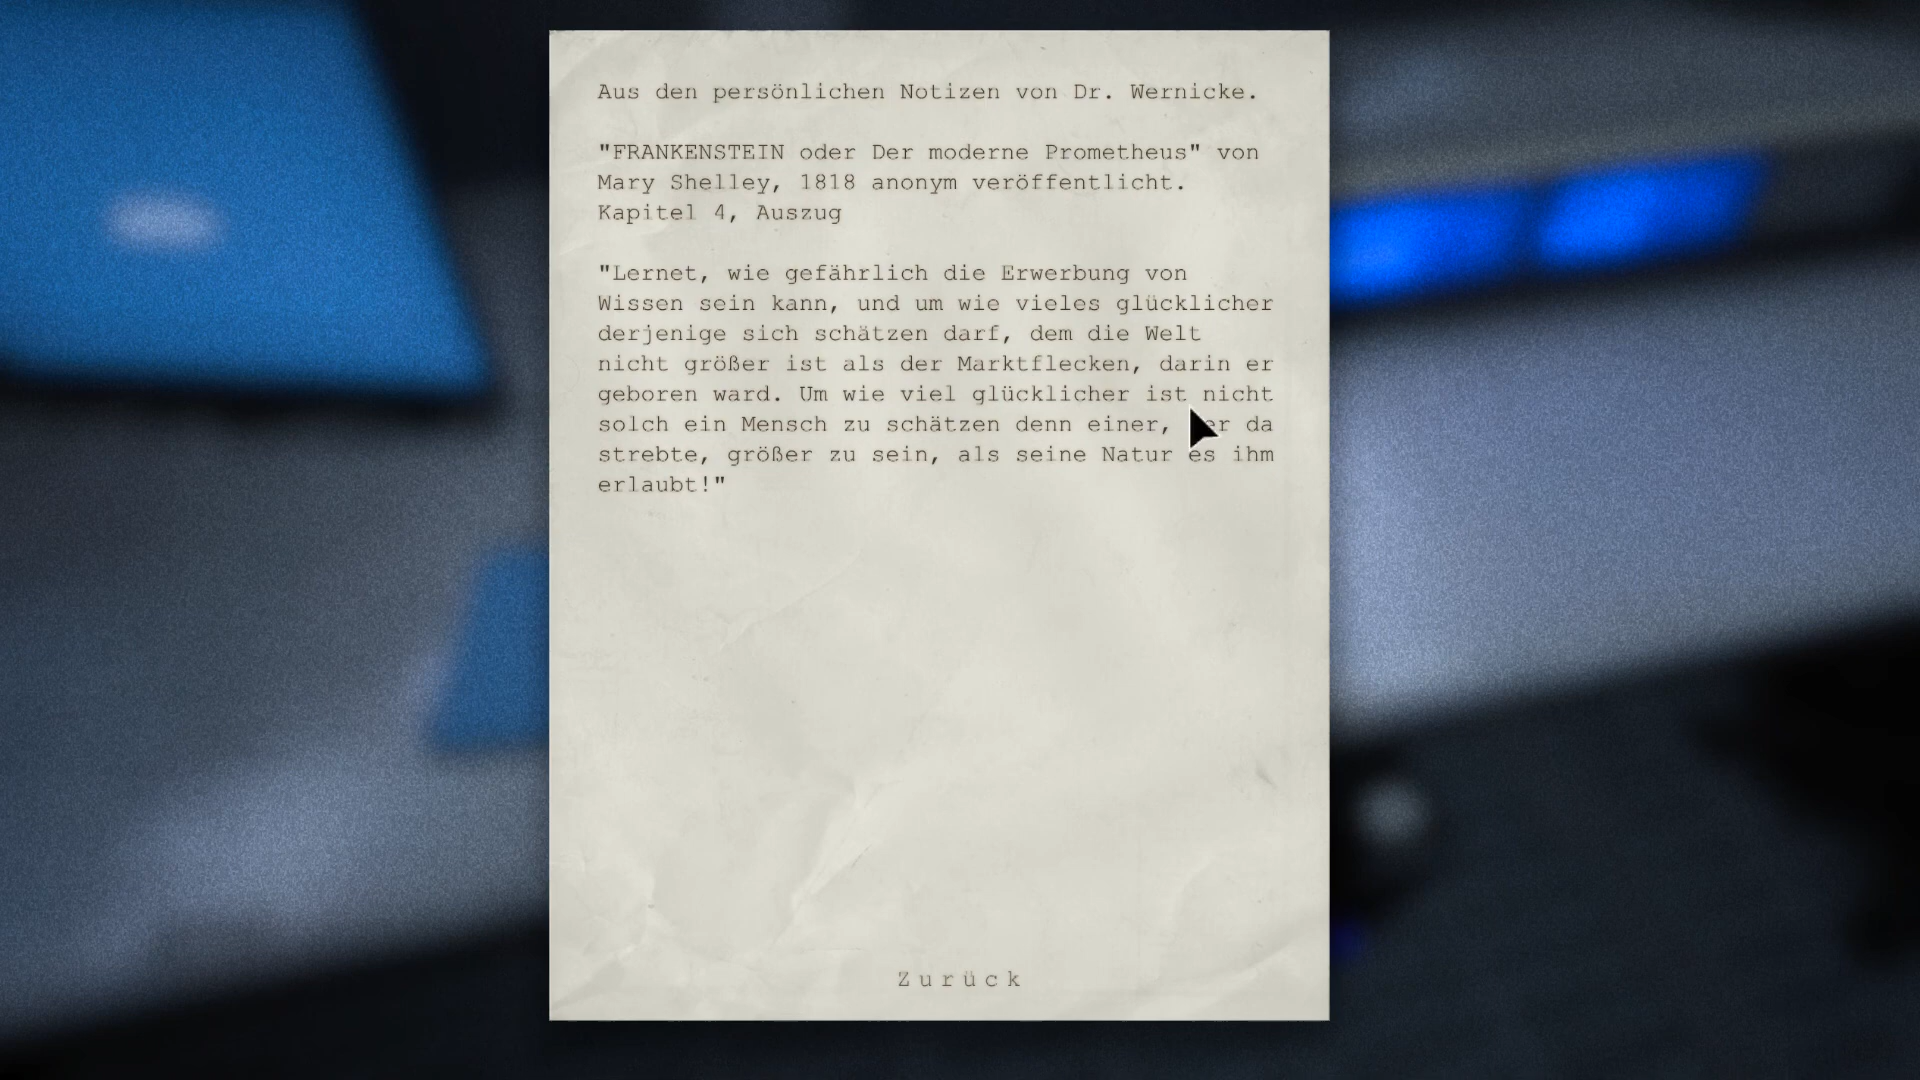 Aus den persönlichen Notizen von Dr. Wernicke.
"FRANKENSTEIN oder Der moderne Prometheus" von
Mary Shelley, 1818 anonym veröffentlicht.
Kapitel 4, Auszug
"Lernet, wie gefährlich die Erwerbung von
Wissen sein kann, und um wie vieles glücklicher
derjenige sich schätzen darf, dem die Welt
nicht größer ist als der Marktflecken, darin er
geboren ward. Um wie viel glücklicher ist nicht
solch ein Mensch zu schätzen denn einer, der da
strebte, größer zu sein, als seine Natur es ihm
erlaubt!"
Zurück